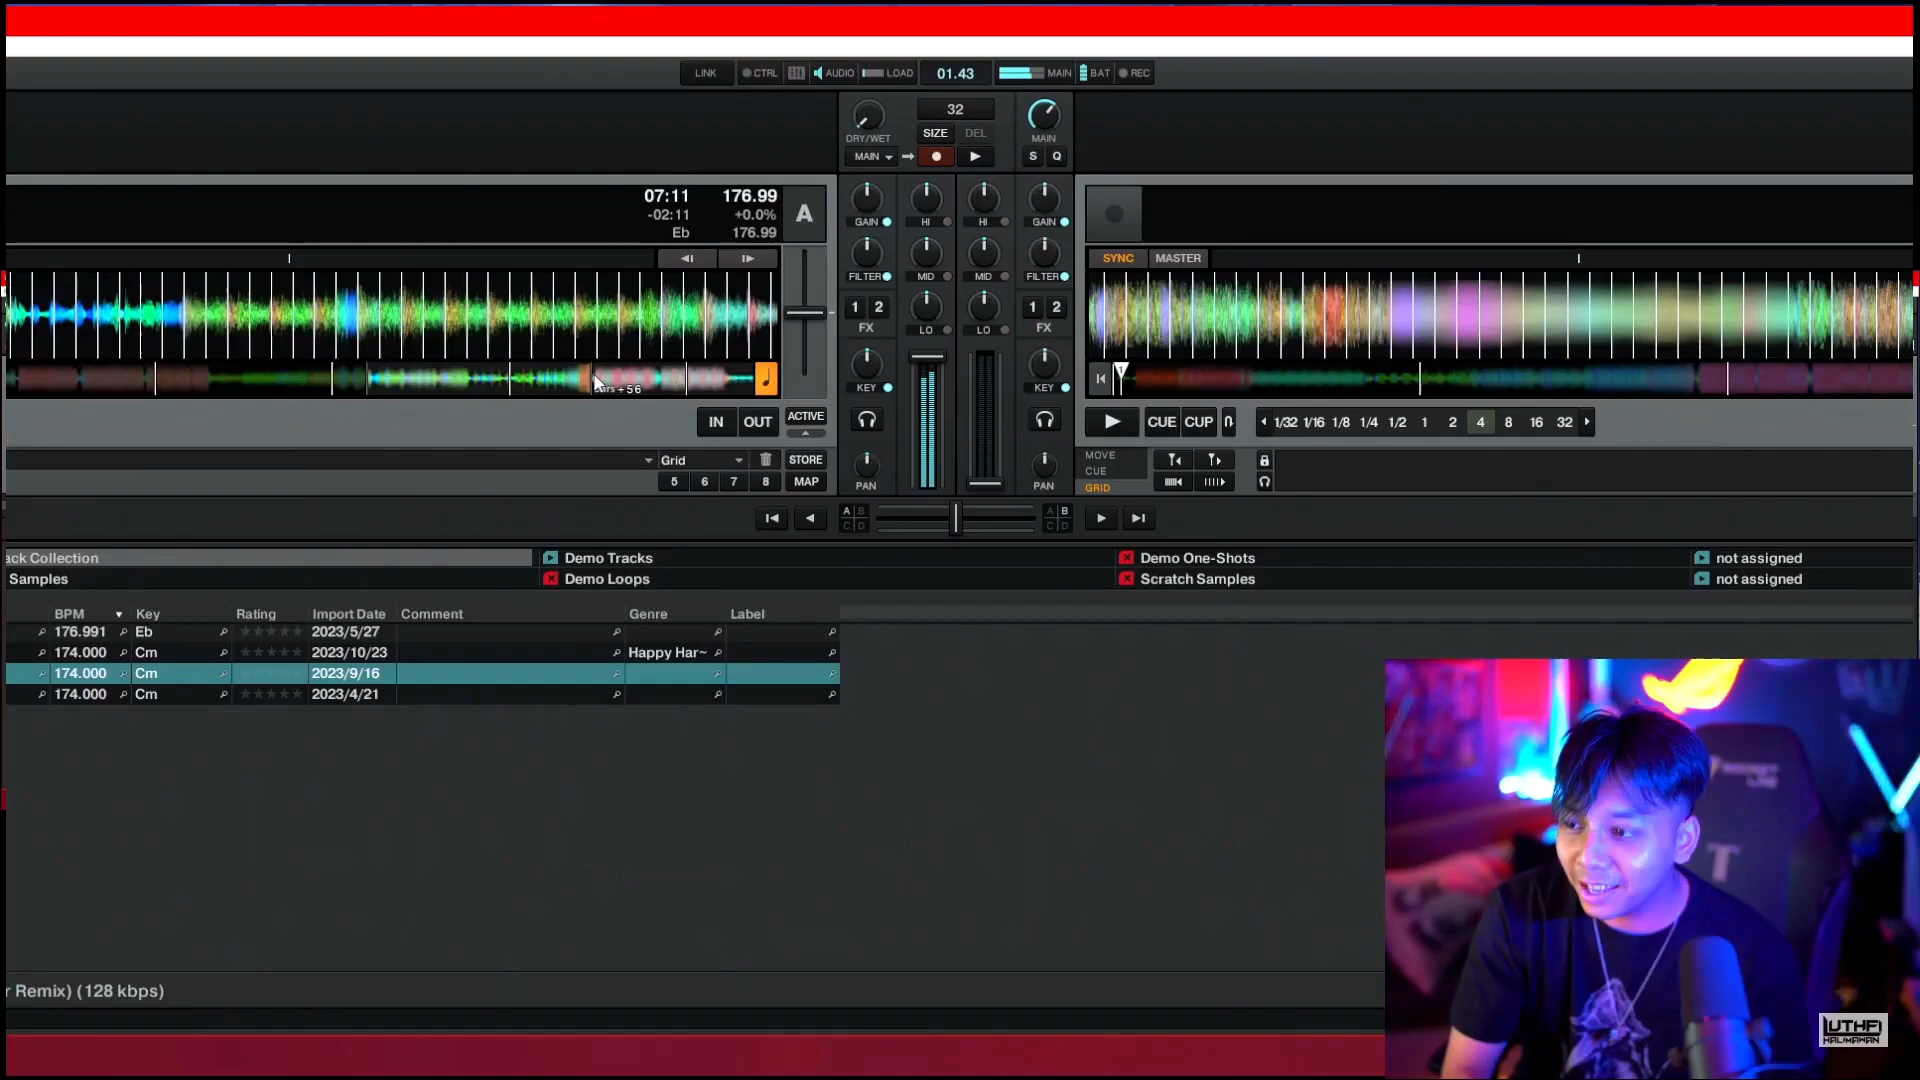 LINK CTRL AUDIO LOAD 01.43 MAIN BAT REC
32
DRY/WET SIZE DEL MAIN
MAIN S Q
07:11 176.99
-02:11 +0.0%
Eb 176.99
A
GAIN HI HI GAIN
FILTER MID MID FILTER
1 2 LO LO 1 2
FX FX
KEY KEY
PAN PAN
SYNC MASTER
+56
IN OUT ACTIVE
CUE CUP 1/32 1/16 1/8 1/4 1/2 1 2 4 8 16 32
Grid STORE
5 6 7 8 MAP
MOVE
CUE
GRID
A B A B
C D C D
ack Collection Demo Tracks Demo One-Shots not assigned
Samples Demo Loops Scratch Samples not assigned
BPM Key Rating Import Date Comment Genre Label
176.991 Eb 2023/5/27
174.000 Cm 2023/10/23 Happy Har~
174.000 Cm 2023/9/16
174.000 Cm 2023/4/21
r Remix) (128 kbps)
LUTHFI
HALIMAWAN